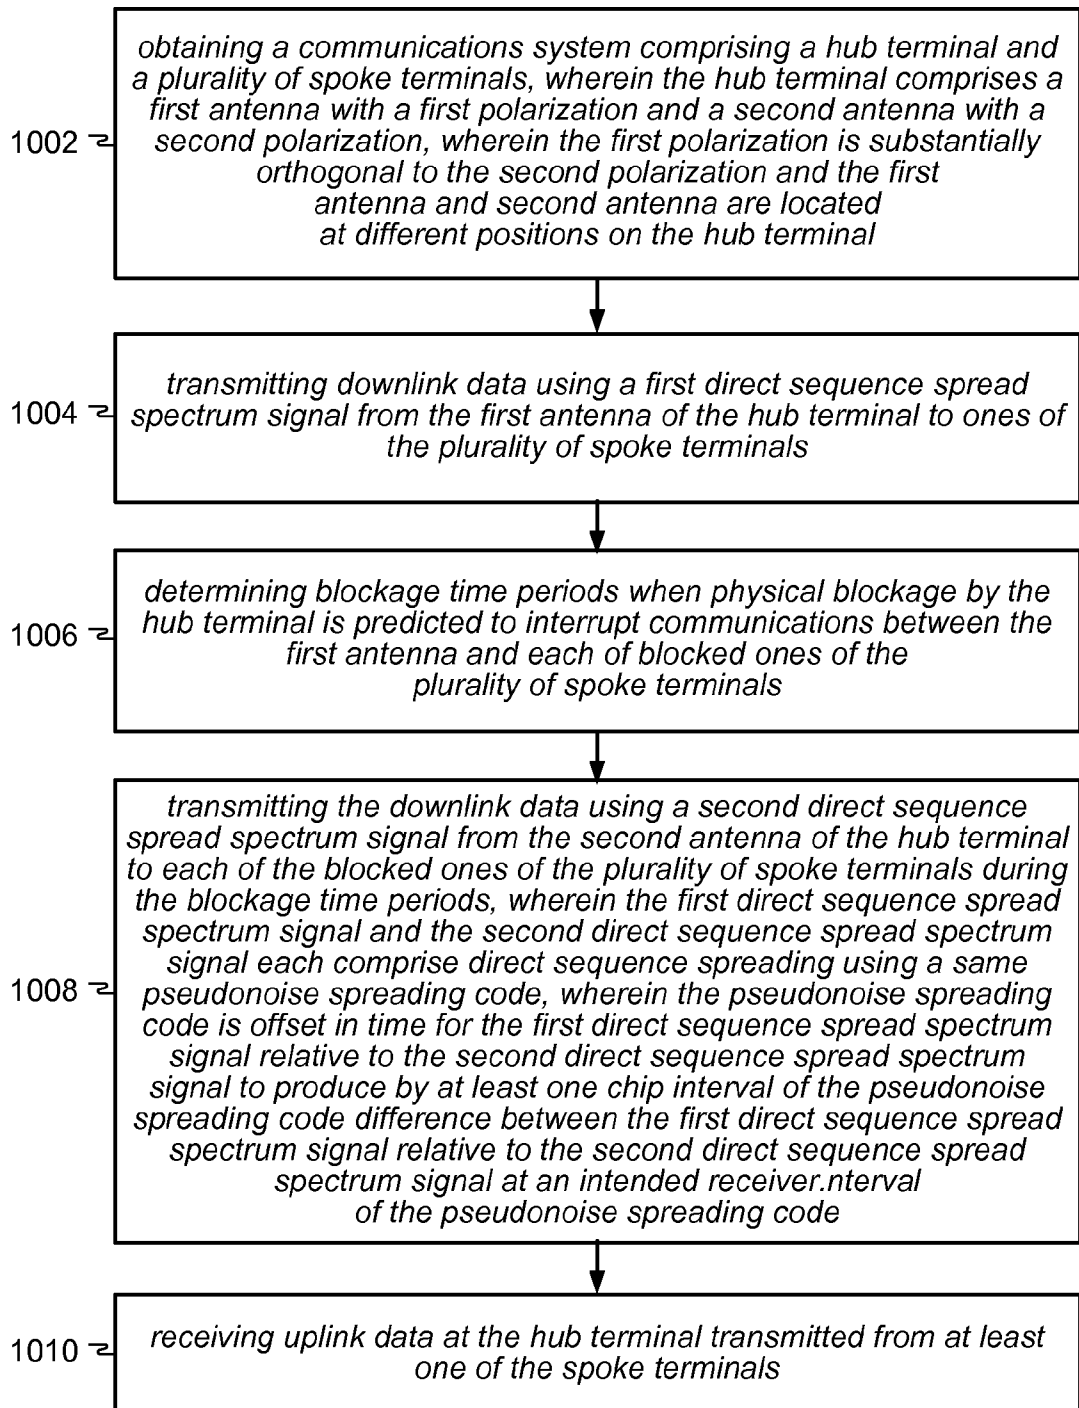 obtaining a communications system comprising a hub terminal and
a plurality of spoke terminals, wherein the hub terminal comprises a
first antenna with a first polarization and a second antenna with a
1002
second polarization, wherein the first polarization is substantially
orthogonal to the second polarization and the first
antenna and second antenna are located
at different positions on the hub terminal
transmitting downlink data using a first direct sequence spread
1004
spectrum signal from the first antenna of the hub terminal to ones of
the plurality of spoke terminals
determining blockage time periods when physical blockage by the
1006
hub terminal is predicted to interrupt communications between the
first antenna and each of blocked ones of the
plurality of spoke terminals
transmitting the downlink data using a second direct sequence
spread spectrum signal from the second antenna of the hub terminal
to each of the blocked ones of the plurality of spoke terminals during
the blockage time periods, wherein the first direct sequence spread
spectrum signal and the second direct sequence spread spectrum
signal each comprise direct sequence spreading using a same
1008
pseudonoise spreading code, wherein the pseudonoise spreading
code is offset in time for the first direct sequence spread spectrum
signal relative to the second direct sequence spread spectrum
signal to produce by at least one chip interval of the pseudonoise
spreading code difference between the first direct sequence spread
spectrum signal relative to the second direct sequence spread
spectrum signal at an intended receiver.nterval
of the pseudonoise spreading code
1010
receiving uplink data at the hub terminal transmitted from at least
one of the spoke terminals